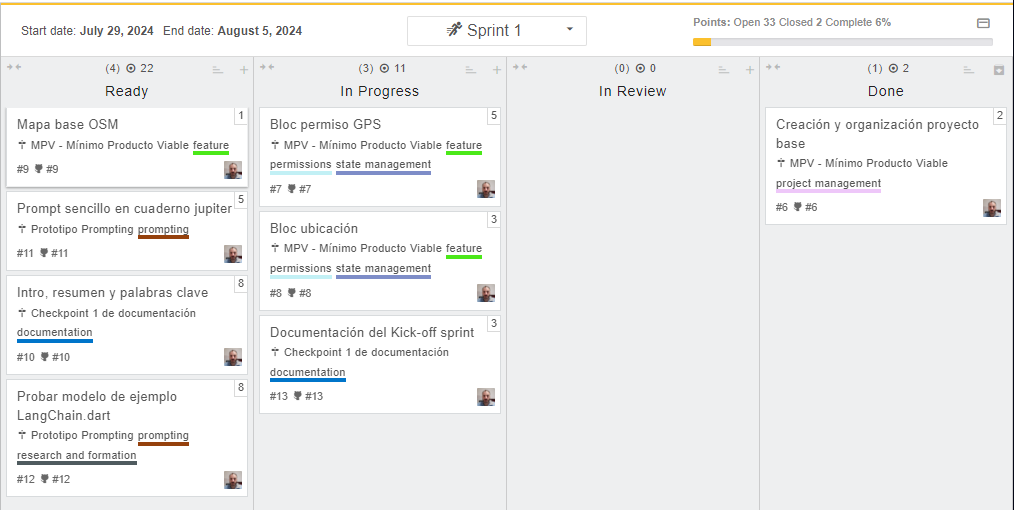 Start date: July 29, 2024 End date: August 5, 2024
Sprint 1
Points: Open 33 Closed 2 Complete 6%
(4) 22
Ready
1
Mapa base OSM
MPV - Mínimo Producto Viable feature
#9 #9
5
Prompt sencillo en cuaderno jupiter
Prototipo Prompting prompting
#11 #11
8
Intro, resumen y palabras clave
Checkpoint 1 de documentación
documentation
#10 #10
8
Probar modelo de ejemplo
LangChain.dart
Prototipo Prompting prompting
research and formation
#12 #12
(3) 11
In Progress
5
Bloc permiso GPS
MPV - Mínimo Producto Viable feature
permissions state management
#7 #7
3
Bloc ubicación
MPV - Mínimo Producto Viable feature
permissions state management
#8 #8
3
Documentación del Kick-off sprint
Checkpoint 1 de documentación
documentation
#13 #13
(0) 0
In Review
(1) 2
Done
2
Creación y organización proyecto
base
MPV - Mínimo Producto Viable
project management
#6 #6